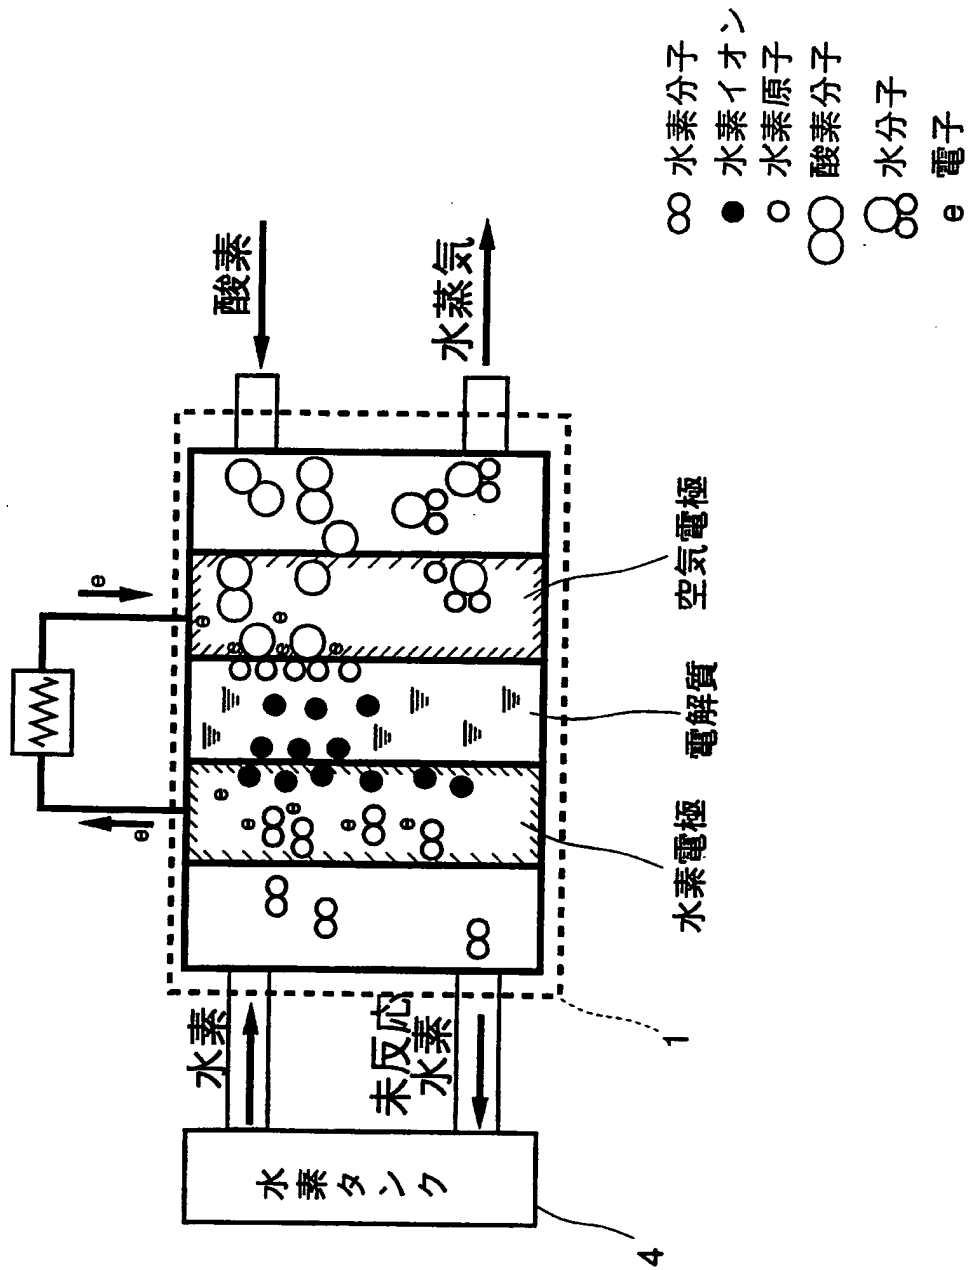 e
e
酸素
水蒸気
水素
未反応
水素
水素タンク
e
e
e
e
e
e
e
e
e
e
水素電極
電解質
空気電極
1
4
水素分子
水素イオン
水素原子
酸素分子
水分子
e 電子